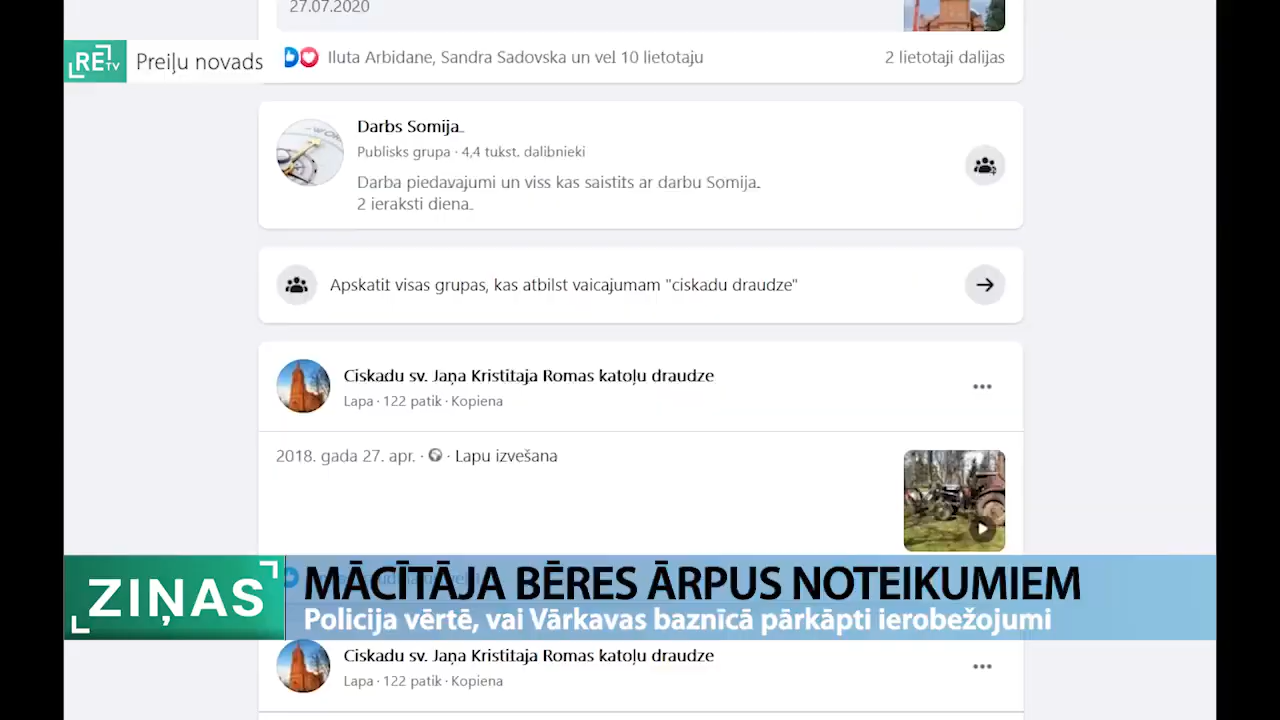 27.07.2020
RE TV
Preiļu novads
Iluta Arbidane, Sandra Sadovska un vel 10 lietotaju
2 lietotaji dalijas
Darbs Somija.
Publisks grupa · 4,4 tukst. dalibnieki
Darba piedavajumi un viss kas saistits ar darbu Somija.
2 ieraksti diena.
Apskatit visas grupas, kas atbilst vaicajumam "ciskadu draudze"
Ciskadu sv. Jaņa Kristitaja Romas katoļu draudze
Lapa · 122 patik · Kopiena
2018. gada 27. apr. · Lapu izvešana
ZIŅAS
MĀCĪTĀJA BĒRES ĀRPUS NOTEIKUMIEM
Policija vērtē, vai Vārkavas baznīcā pārkāpti ierobežojumi
Ciskadu sv. Jaņa Kristitaja Romas katoļu draudze
Lapa · 122 patik · Kopiena